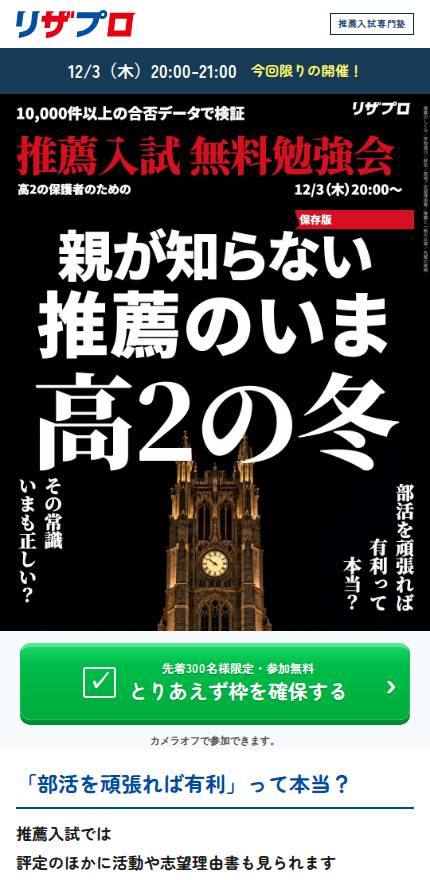 リザプロ
推薦入試専門塾
12/3（木）20:00-21:00 今回限りの開催！
10,000件以上の合否データで検証
リザプロ
推薦入試 無料勉強会
高2の保護者のための
12/3(木)20:00〜
保存版
親が知らない
推薦のいま
高2の冬
部活を頑張れば
有利って
本当？
その常識
いまも正しい？
先着300名様限定・参加無料
✓ とりあえず枠を確保する ›
カメラオフで参加できます。
「部活を頑張れば有利」って本当？
推薦入試では
評定のほかに活動や志望理由書も見られます